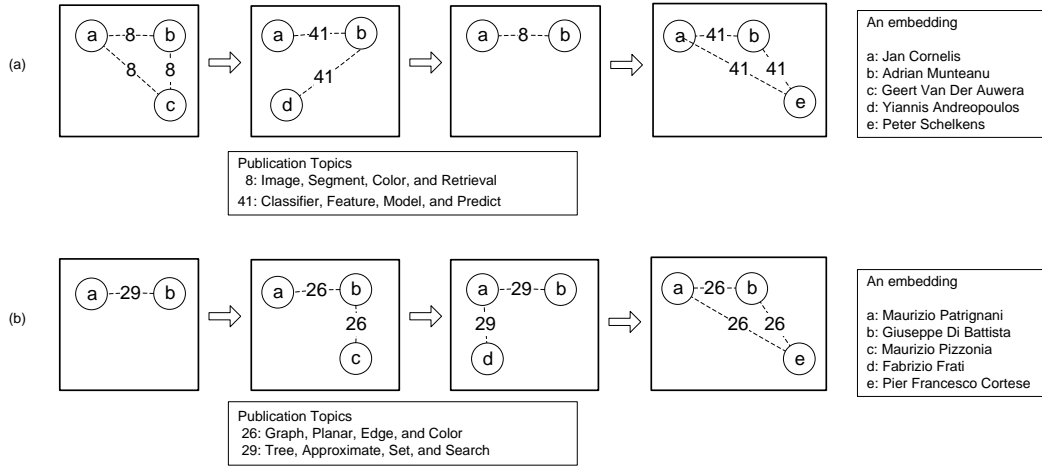 (a)
a 8 b
8 8
c
a 41 b
41
d
a 8 b
a 41 b
41 41
e
An embedding
a: Jan Cornelis
b: Adrian Munteanu
c: Geert Van Der Auwera
d: Yiannis Andreopoulos
e: Peter Schelkens
Publication Topics
8: Image, Segment, Color, and Retrieval
41: Classifier, Feature, Model, and Predict
(b)
a 29 b
a 26 b
26
c
a 29 b
29
d
a 26 b
26 26
e
An embedding
a: Maurizio Patrignani
b: Giuseppe Di Battista
c: Maurizio Pizzonia
d: Fabrizio Frati
e: Pier Francesco Cortese
Publication Topics
26: Graph, Planar, Edge, and Color
29: Tree, Approximate, Set, and Search